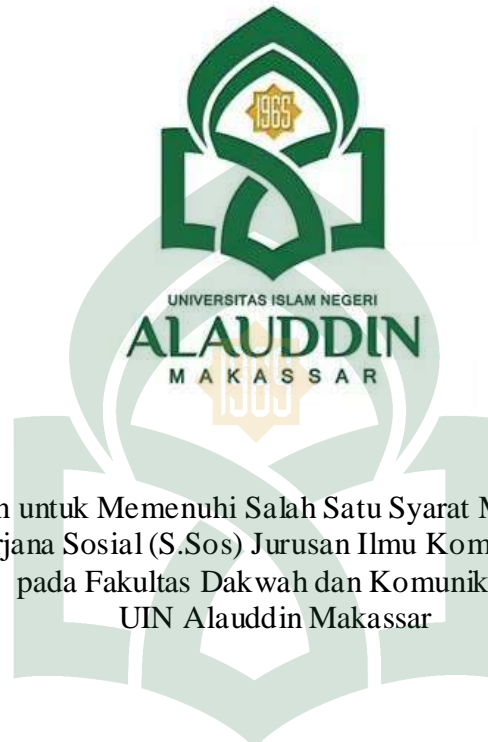 1965
UNIVERSITAS ISLAM NEGERI
ALAUDDIN
MAKASSAR
1965
untuk Memenuhi Salah Satu Syarat
Sosial (S.Sos) Jurusan Ilmu
pada Fakultas Dakwah dan
UIN Alauddin Makassar